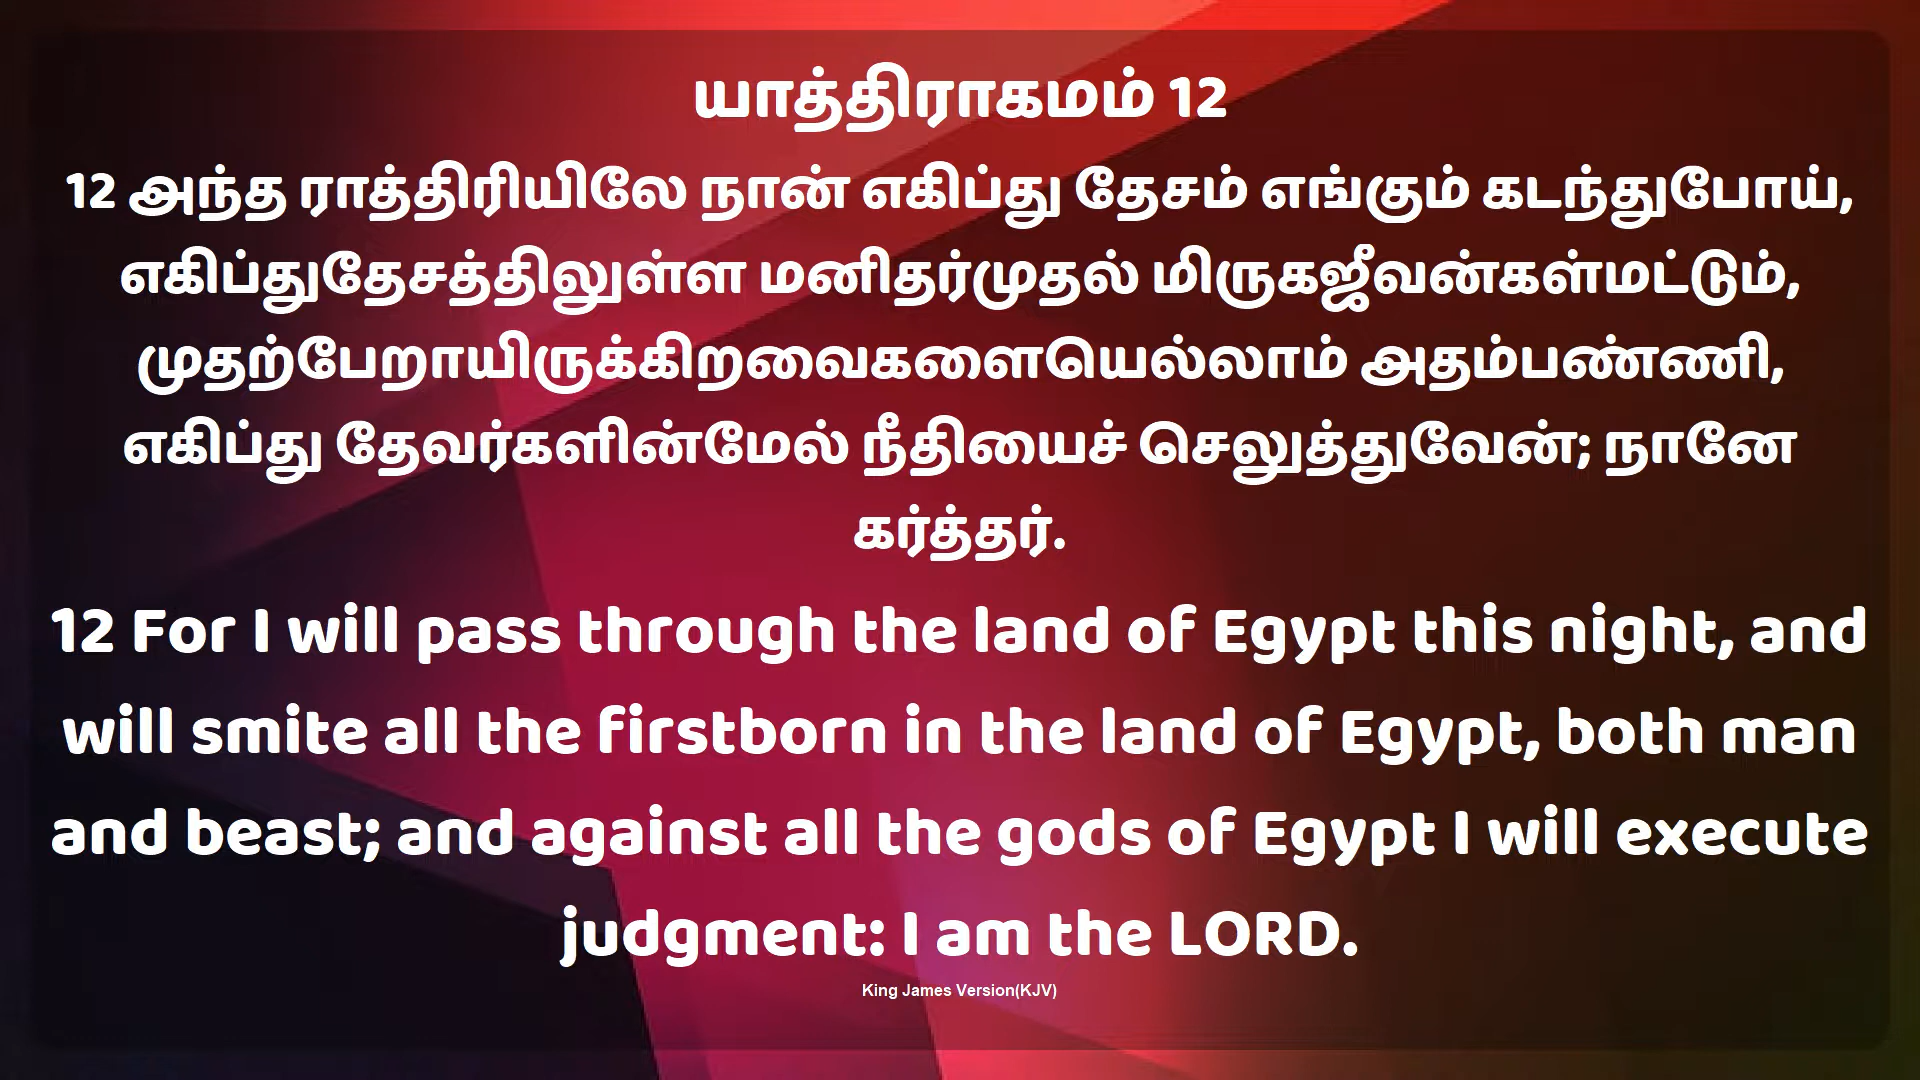 யாத்திராகமம் 12
12 அந்த ராத்திரியிலே நான் எகிப்து தேசம் எங்கும் கடந்துபோய்,
எகிப்துதேசத்திலுள்ள மனிதர்முதல் மிருகஜீவன்கள்மட்டும்,
முதற்பேறாயிருக்கிறவைகளையெல்லாம் அதம்பண்ணி,
எகிப்து தேவர்களின்மேல் நீதியைச் செலுத்துவேன்; நானே
கர்த்தர்.
12 For I will pass through the land of Egypt this night, and
will smite all the firstborn in the land of Egypt, both man
and beast; and against all the gods of Egypt I will execute
judgment: I am the LORD.
King James Version(KJV)